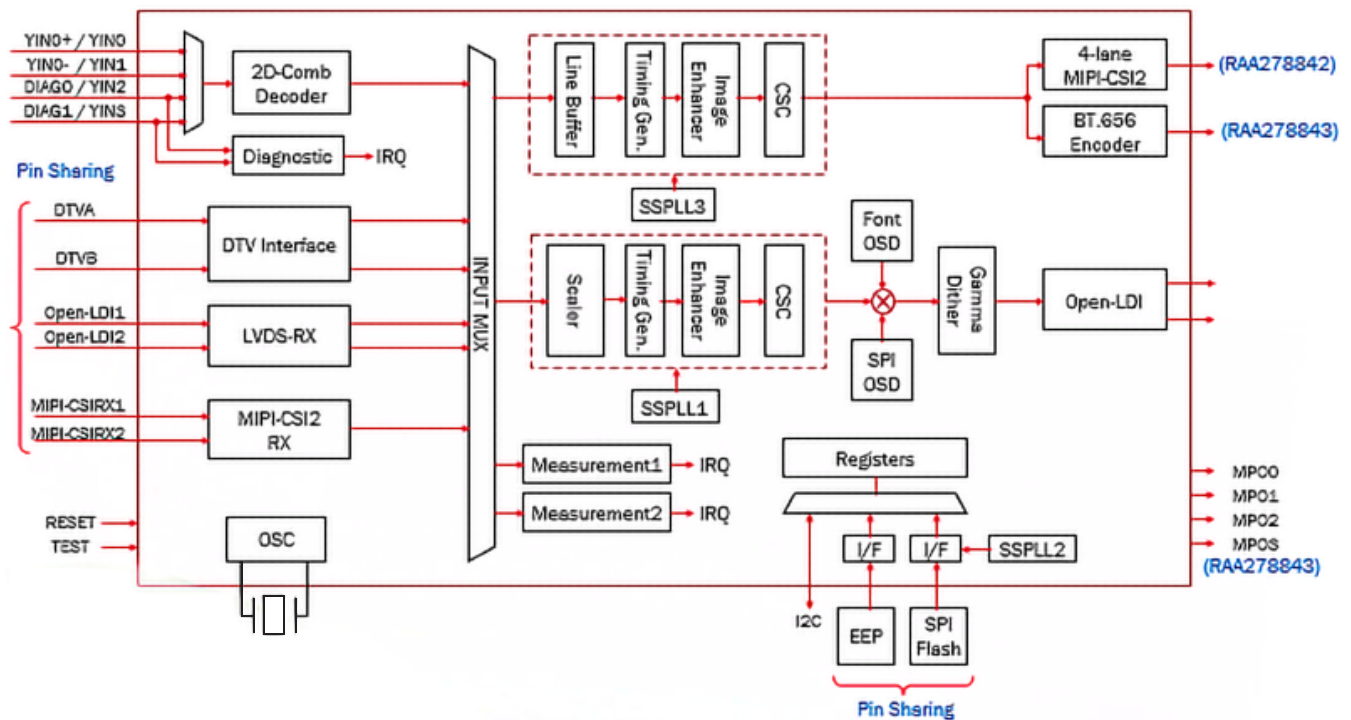 YIN0+ / YIN0
YIN0- / YIN1
DIAG0 / YIN2
DIAG1 / YINS
2D-Comb
Decoder
Diagnostic
IRQ
Pin Sharing
DTVA
DTVB
DTV Interface
Open-LDI1
Open-LDI2
LVDS-RX
MIPI-CSIRX1
MIPI-CSIRX2
MIPI-CSI2
RX
RESET
TEST
OSC
INPUT MUX
Line Buffer
Timing Gen.
Image
Enhancer
CSC
SSPLL3
4-lane
MIPI-CSI2
(RAA278842)
BT.656
Encoder
(RAA278843)
Scaler
Timing Gen.
Image
Enhancer
CSC
SSPLL1
Font
OSD
SPI
OSD
Gamma
Dither
Open-LDI
Measurement1
IRQ
Measurement2
IRQ
Registers
I/F
I/F
SSPLL2
I2C
EEP
SPI
Flash
Pin Sharing
MPO0
MPO1
MPO2
MPOS
(RAA278843)